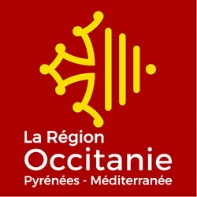 La Région
Occitanie
Pyrénées - Méditerranée